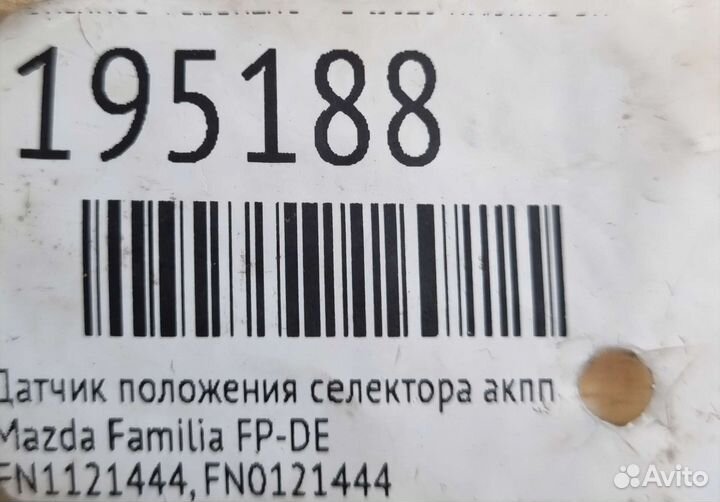 195188
Датчик положения селектора акпп
Mazda Familia FP-DE
FN1121444, FN0121444
Avito